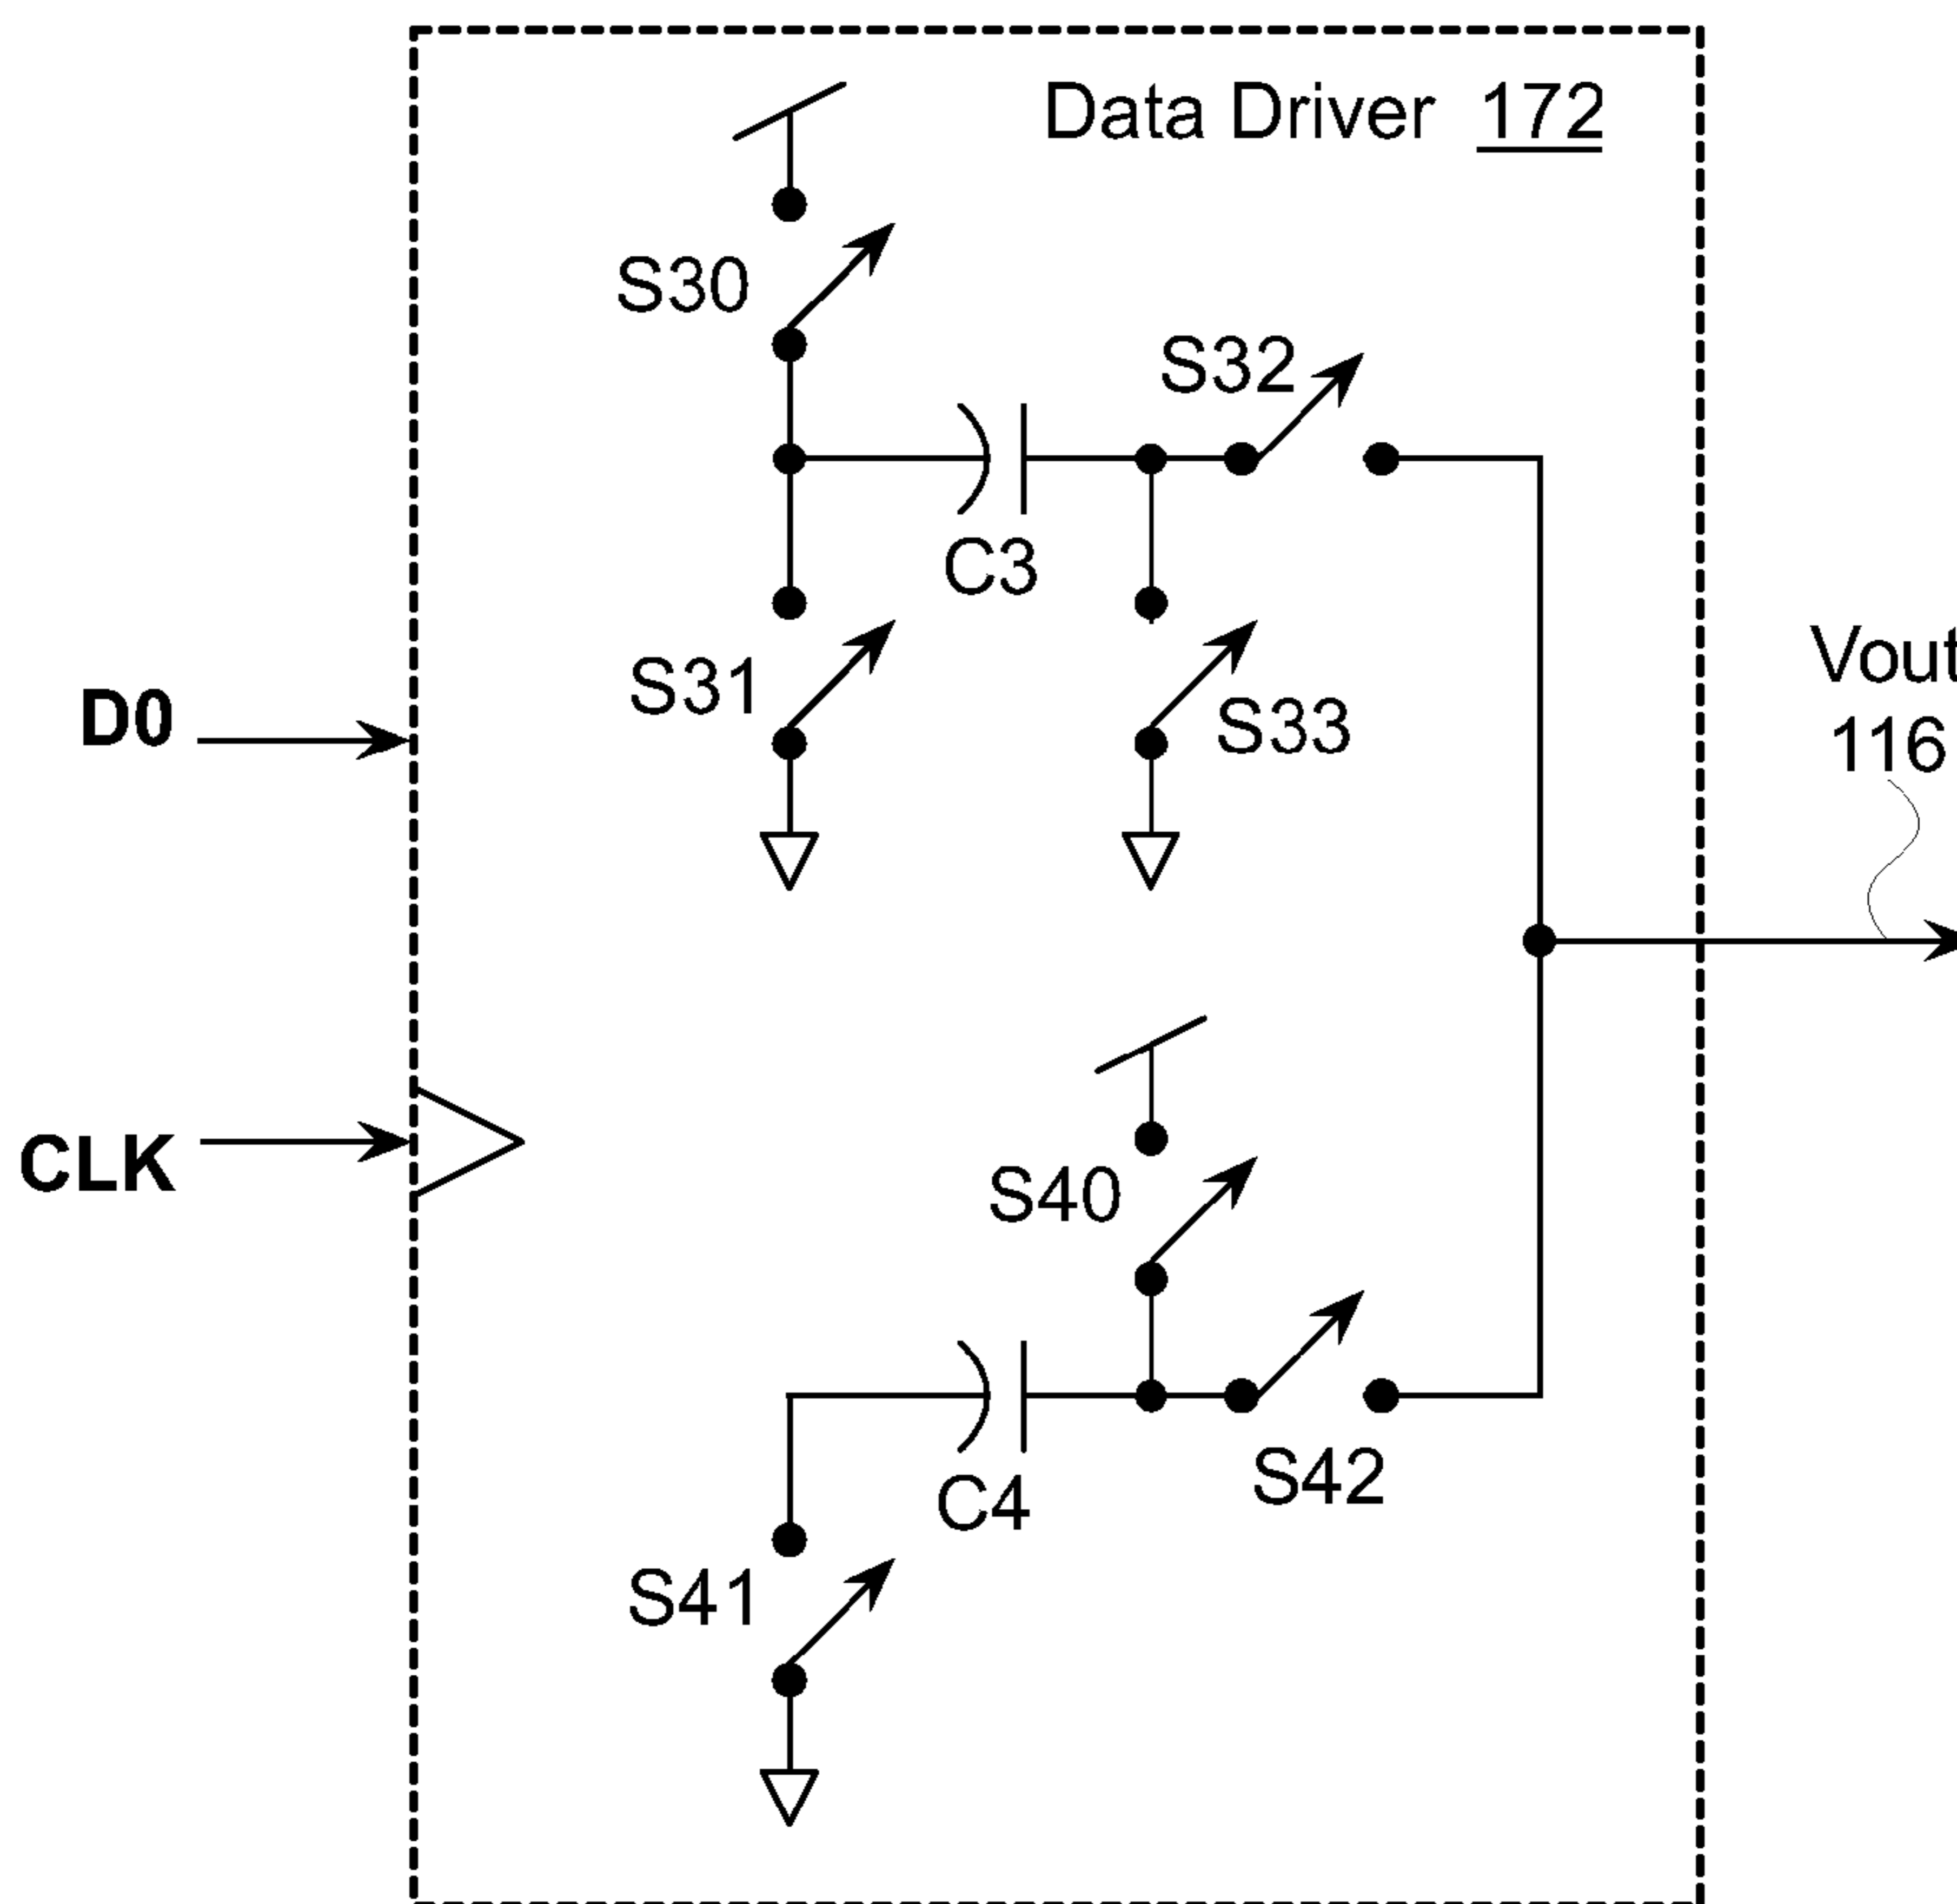 Data Driver 172
S30
S32
C3
S31
S33
D0
Vout
116
CLK
S40
S42
C4
S41